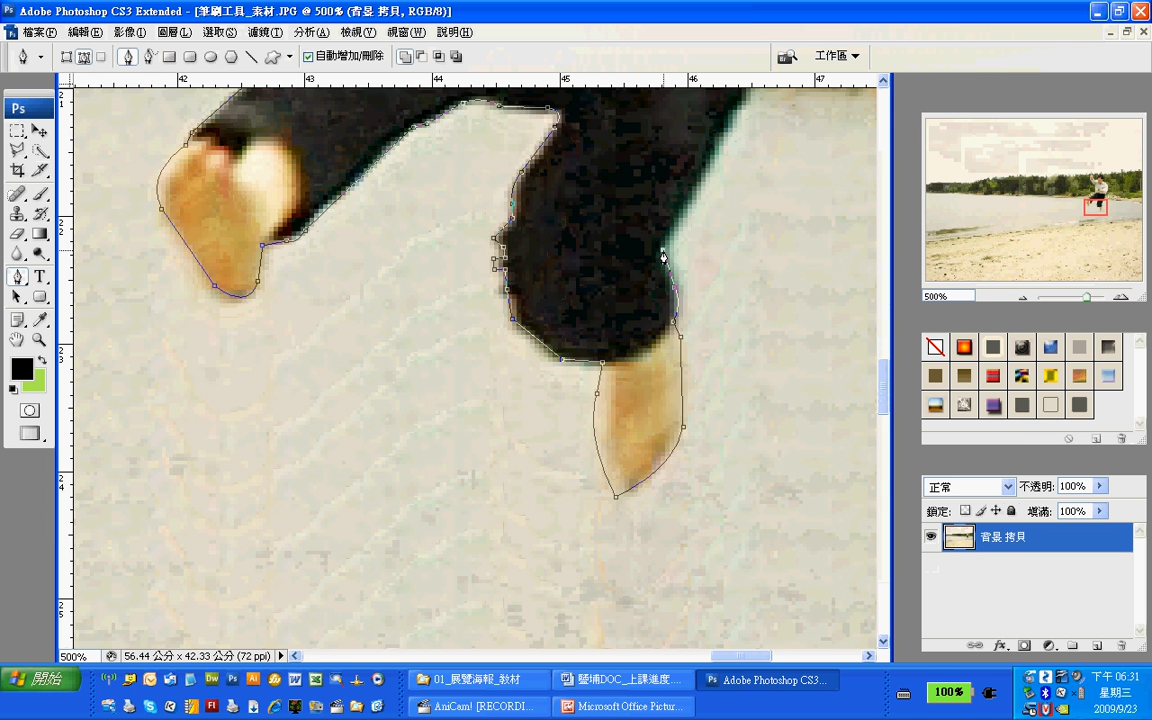 Adobe Photoshop CS3 Extended - [筆刷工具_素材.JPG @ 500% (背景 拷貝, RGB/8)]
檔案(F) 編輯(E) 影像(I) 圖層(L) 選取(S) 濾鏡(T) 分析(A) 檢視(V) 視窗(W) 說明(H)
自動增加/刪除 工作區
42 43 44 45 46 47
Ps
500%
正常 不透明: 100%
鎖定: 填滿: 100%
背景 拷貝
500% 56.44 公分 x 42.33 公分 (72 ppi)
開始
01_展覽海報_教材
鹽埔DOC_上課進度....
Adobe Photoshop CS3...
AniCam! [RECORDI...
Microsoft Office Pictur...
100%
下午 06:31
星期三
2009/9/23